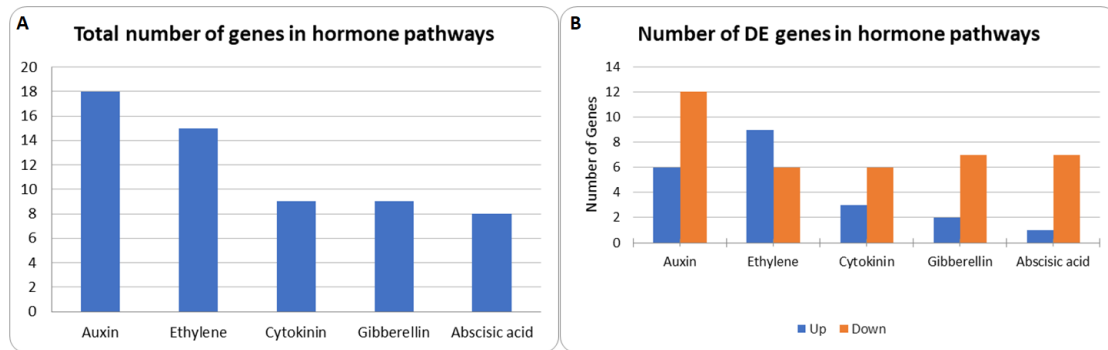 A
Total number of genes in hormone pathways
20
18
16
14
12
10
8
6
4
2
0
Auxin Ethylene Cytokinin Gibberellin Abscisic acid
B
Number of DE genes in hormone pathways
Number of Genes
14
12
10
8
6
4
2
0
Auxin Ethylene Cytokinin Gibberellin Abscisic acid
Up Down